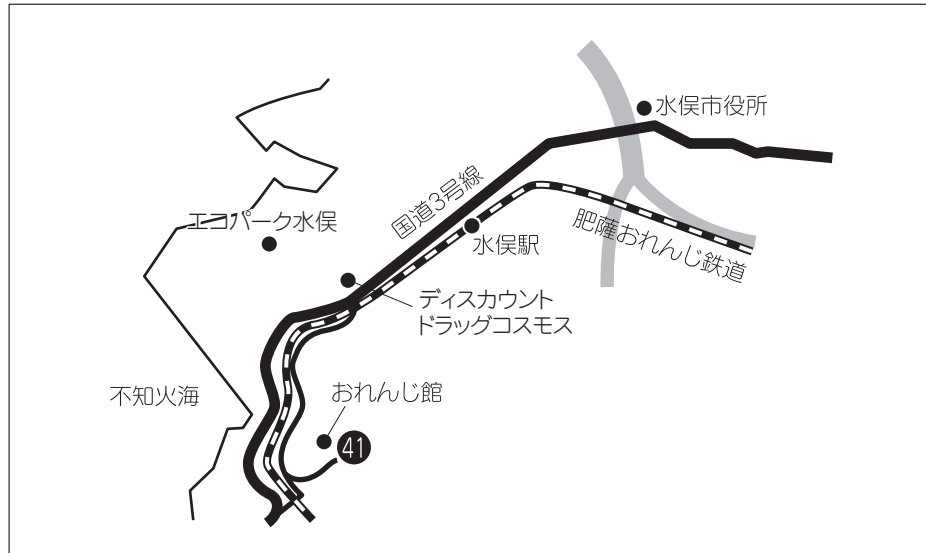 水俣市役所
国道3号線
エコパーク水俣
水俣駅
肥薩おれんじ鉄道
ディスカウント
ドラッグコスモス
不知火海
おれんじ館
41